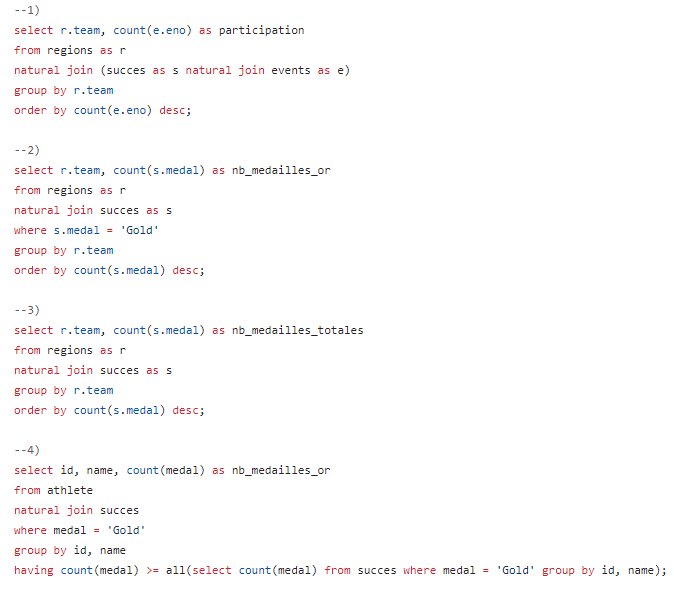 --1)
select r.team, count(e.eno) as participation
from regions as r
natural join (succes as s natural join events as e)
group by r.team
order by count(e.eno) desc;
--2)
select r.team, count(s.medal) as nb_medailles_or
from regions as r
natural join succes as s
where s.medal = 'Gold'
group by r.team
order by count(s.medal) desc;
--3)
select r.team, count(s.medal) as nb_medailles_totales
from regions as r
natural join succes as s
group by r.team
order by count(s.medal) desc;
--4)
select id, name, count(medal) as nb_medailles_or
from athlete
natural join succes
where medal = 'Gold'
group by id, name
having count(medal) >= all(select count(medal) from succes where medal = 'Gold' group by id, name);